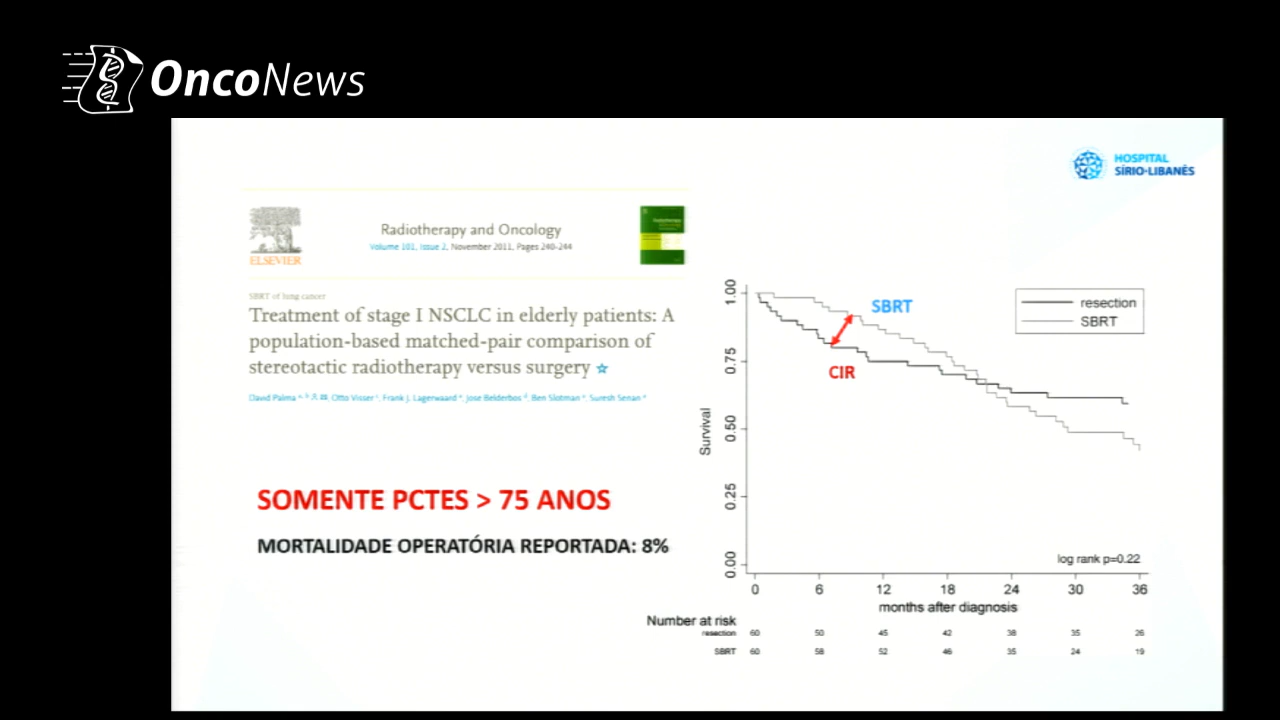 OncoNews
HOSPITAL
SÍRIO-LIBANÊS
ELSEVIER
Radiotherapy and Oncology
Volume 101, Issue 2, November 2011, Pages 240-244
SBRT of lung cancer
Treatment of stage I NSCLC in elderly patients: A
population-based matched-pair comparison of
stereotactic radiotherapy versus surgery ☆
David Palma, Otto Visser, Frank J. Lagerwaard, Jose Belderbos, Ben Slotman, Suresh Senan
SOMENTE PCTES > 75 ANOS
MORTALIDADE OPERATÓRIA REPORTADA: 8%
resection
SBRT
SBRT
CIR
Survival
1.00
0.75
0.50
0.25
0.00
log rank p=0.22
0 6 12 18 24 30 36
months after diagnosis
Number at risk
resection 60 50 45 42 38 35 26
SBRT 60 58 52 46 35 24 19